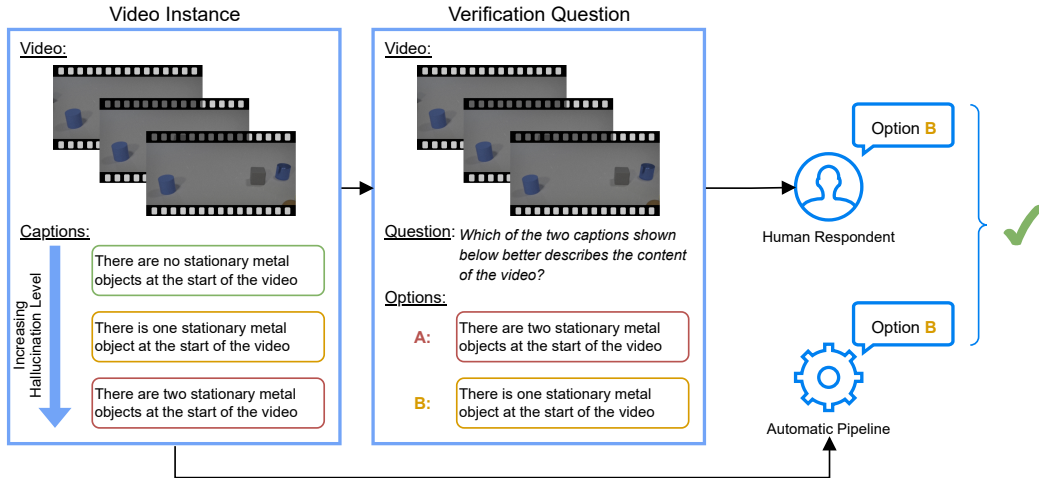 Video Instance
Video:
Captions:
Increasing
Hallucination Level
There are no stationary metal
objects at the start of the video
There is one stationary metal
object at the start of the video
There are two stationary metal
objects at the start of the video
Verification Question
Video:
Question: Which of the two captions shown
below better describes the content
of the video?
Options:
A: There are two stationary metal
objects at the start of the video
B: There is one stationary metal
object at the start of the video
Option B
Human Respondent
Option B
Automatic Pipeline